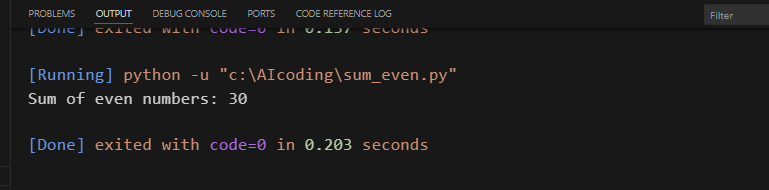 PROBLEMS OUTPUT DEBUG CONSOLE PORTS CODE REFERENCE LOG Filter
[Done] exited with code=0 in 0.157 seconds
[Running] python -u "c:\AIcoding\sum_even.py"
Sum of even numbers: 30
[Done] exited with code=0 in 0.203 seconds